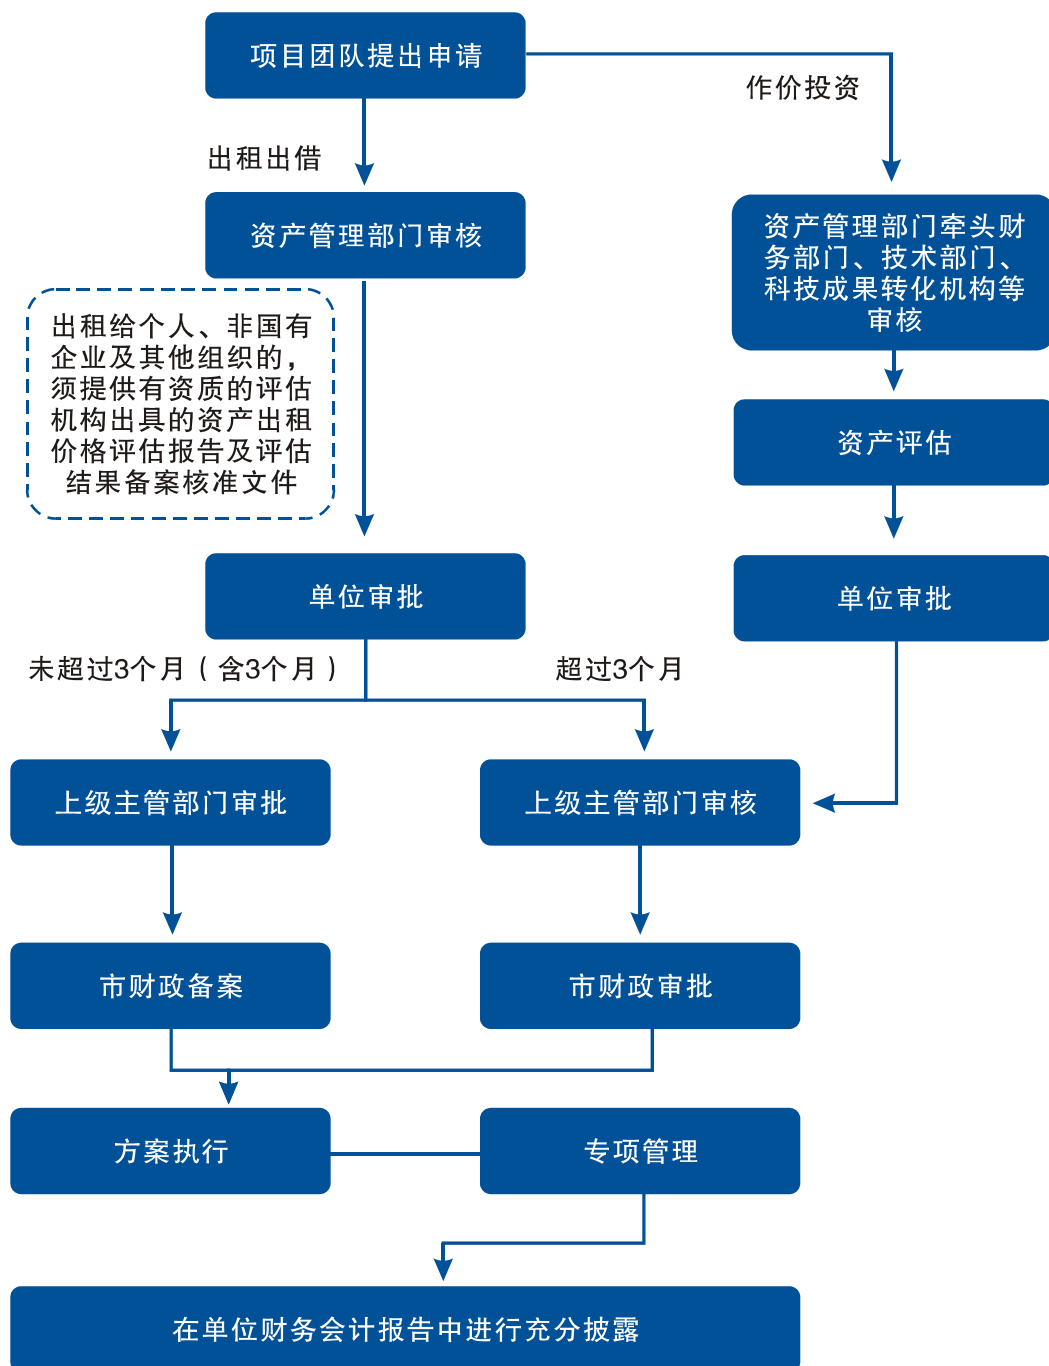 项目团队提出申请
作价投资
出租出借
资产管理部门审核
资产管理部门牵头财
务部门、技术部门、
科技成果转化机构等
审核
出租给个人、非国有
企业及其他组织的，
须提供有资质的评估
机构出具的资产出租
价格评估报告及评估
结果备案核准文件
资产评估
单位审批
单位审批
未超过3个月（含3个月）
超过3个月
上级主管部门审批
上级主管部门审核
市财政备案
市财政审批
方案执行
专项管理
在单位财务会计报告中进行充分披露